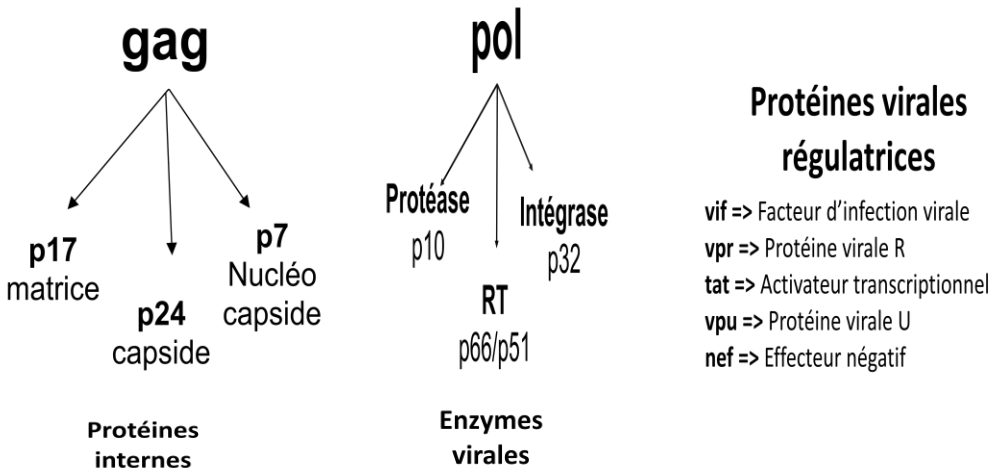 gag
p17
matrice
p24
capside
p7
Nucléo
capside
Protéines
internes
pol
Protéase
p10
RT
p66/p51
Intégrase
p32
Enzymes
virales
Protéines virales
régulatrices
vif => Facteur d'infection virale
vpr => Protéine virale R
tat => Activateur transcriptionnel
vpu => Protéine virale U
nef => Effecteur négatif